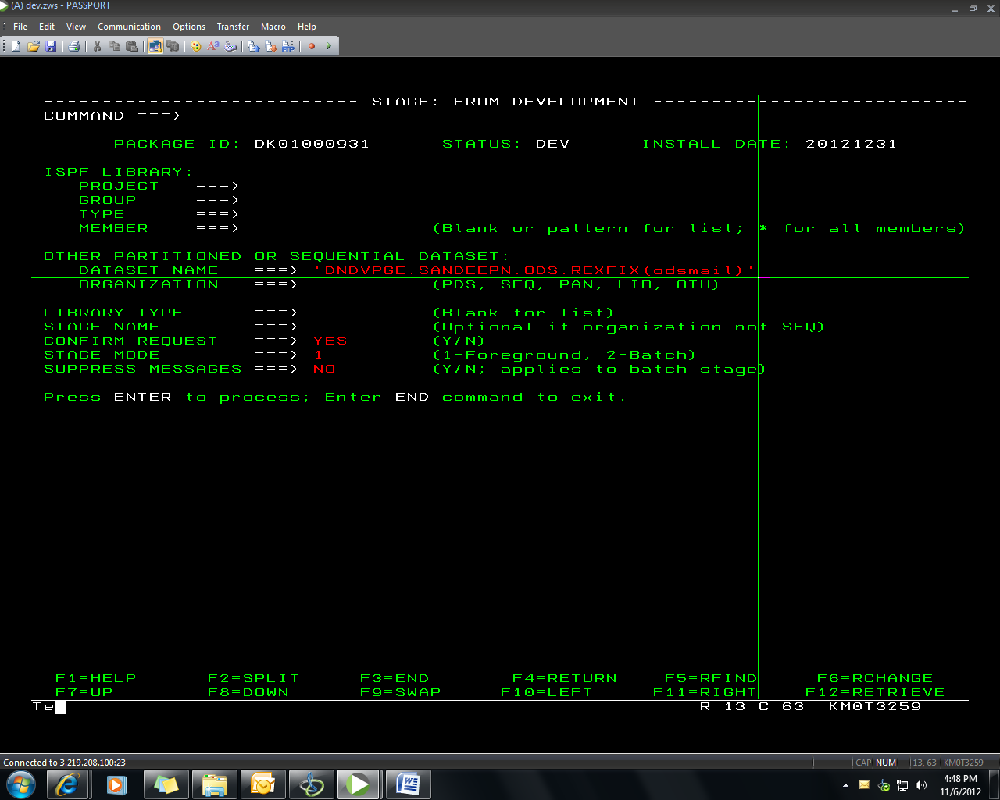 (A) dev.zws - PASSPORT
File Edit View Communication Options Transfer Macro Help
--------------------------- STAGE: FROM DEVELOPMENT ---------------------------
COMMAND ===>
PACKAGE ID: DK01000931 STATUS: DEV INSTALL DATE: 20121231
ISPF LIBRARY:
PROJECT ===>
GROUP ===>
TYPE ===>
MEMBER ===> (Blank or pattern for list; * for all members)
OTHER PARTITIONED OR SEQUENTIAL DATASET:
DATASET NAME ===> 'DNDVPGE.SANDEEPN.ODS.REXFIX(odsmail)'
ORGANIZATION ===> (PDS, SEQ, PAN, LIB, OTH)
LIBRARY TYPE ===> (Blank for list)
STAGE NAME ===> (Optional if organization not SEQ)
CONFIRM REQUEST ===> YES (Y/N)
STAGE MODE ===> 1 (1-Foreground, 2-Batch)
SUPPRESS MESSAGES ===> NO (Y/N; applies to batch stage)
Press ENTER to process; Enter END command to exit.
F1=HELP F2=SPLIT F3=END F4=RETURN F5=RFIND F6=RCHANGE
F7=UP F8=DOWN F9=SWAP F10=LEFT F11=RIGHT F12=RETRIEVE
Te R 13 C 63 KM0T3259
Connected to 3.219.208.100:23 CAP NUM 13, 63 KM0T3259
4:48 PM
11/6/2012